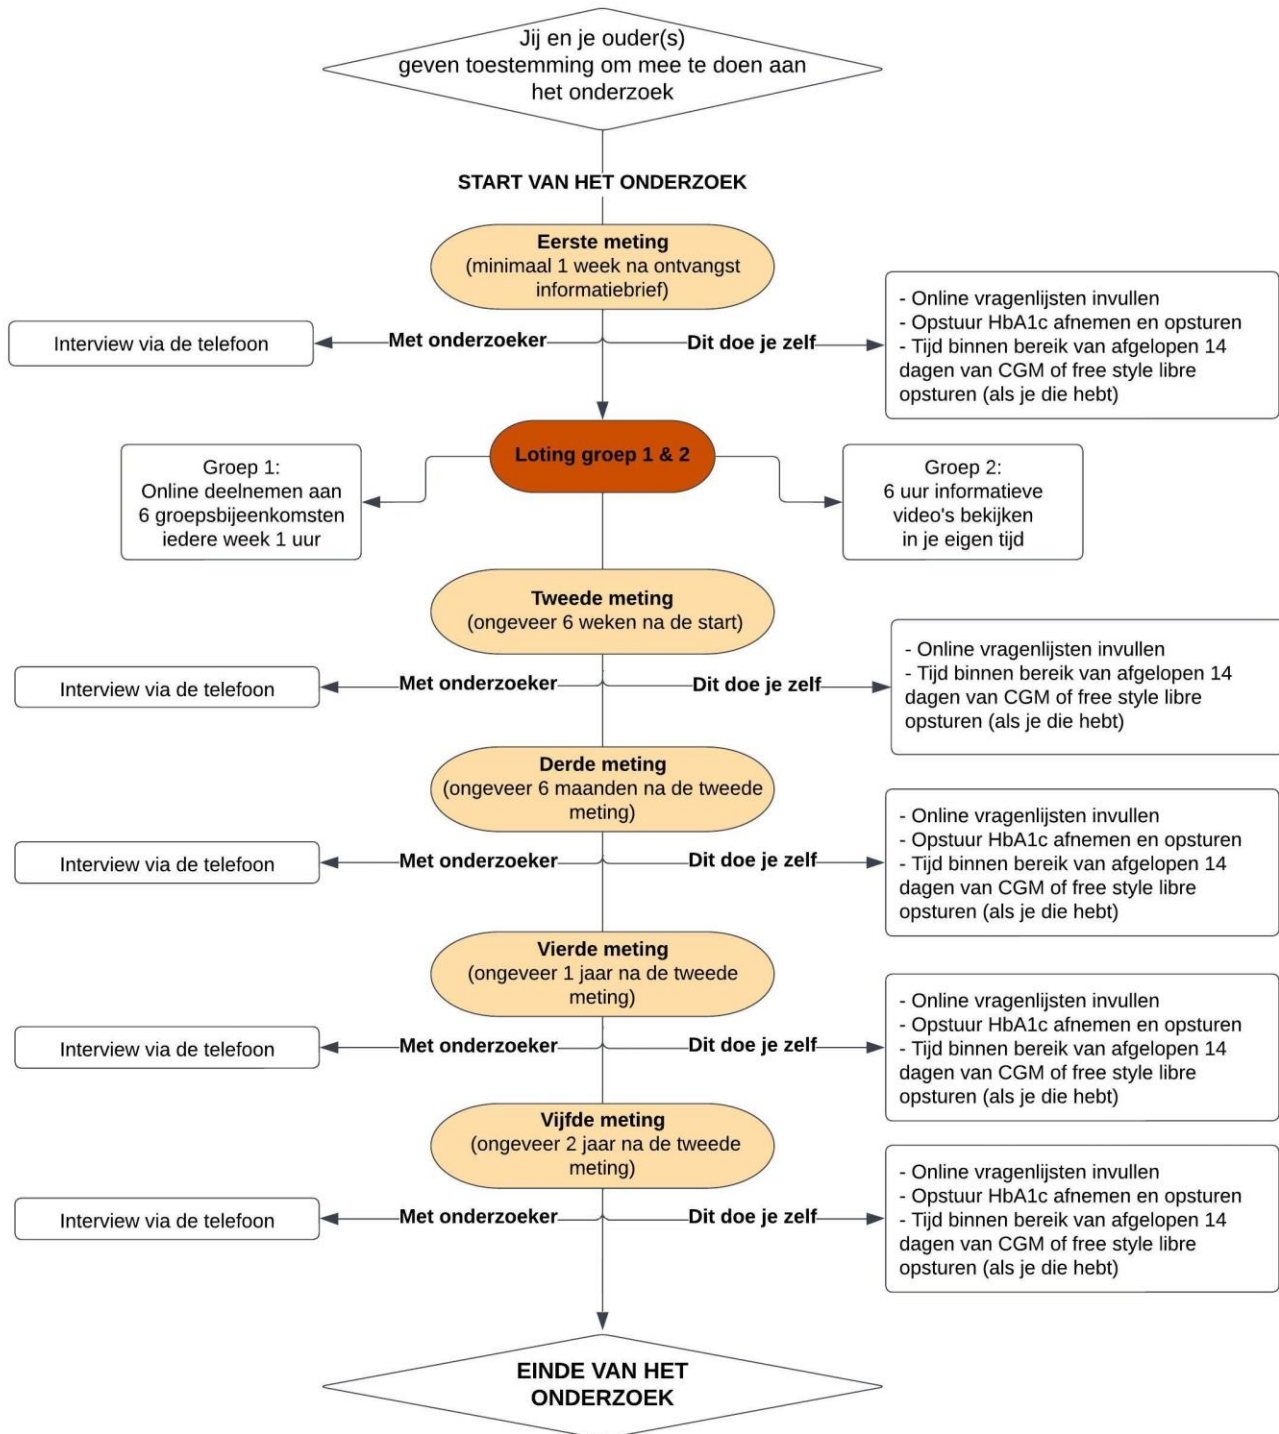 Jij en je ouder(s)
geven toestemming om mee te doen aan
het onderzoek
START VAN HET ONDERZOEK
Eerste meting
(minimaal 1 week na ontvangst
informatiebrief)
Interview via de telefoon
Met onderzoeker
Dit doe je zelf
- Online vragenlijsten invullen
- Opstuur HbA1c afnemen en opsturen
- Tijd binnen bereik van afgelopen 14
dagen van CGM of free style libre
opsturen (als je die hebt)
Loting groep 1 & 2
Groep 1:
Online deelnemen aan
6 groepsbijeenkomsten
iedere week 1 uur
Groep 2:
6 uur informatieve
video's bekijken
in je eigen tijd
Tweede meting
(ongeveer 6 weken na de start)
Interview via de telefoon
Met onderzoeker
Dit doe je zelf
- Online vragenlijsten invullen
- Tijd binnen bereik van afgelopen 14
dagen van CGM of free style libre
opsturen (als je die hebt)
Derde meting
(ongeveer 6 maanden na de tweede
meting)
Interview via de telefoon
Met onderzoeker
Dit doe je zelf
- Online vragenlijsten invullen
- Opstuur HbA1c afnemen en opsturen
- Tijd binnen bereik van afgelopen 14
dagen van CGM of free style libre
opsturen (als je die hebt)
Vierde meting
(ongeveer 1 jaar na de tweede
meting)
Interview via de telefoon
Met onderzoeker
Dit doe je zelf
- Online vragenlijsten invullen
- Opstuur HbA1c afnemen en opsturen
- Tijd binnen bereik van afgelopen 14
dagen van CGM of free style libre
opsturen (als je die hebt)
Vijfde meting
(ongeveer 2 jaar na de tweede
meting)
Interview via de telefoon
Met onderzoeker
Dit doe je zelf
- Online vragenlijsten invullen
- Opstuur HbA1c afnemen en opsturen
- Tijd binnen bereik van afgelopen 14
dagen van CGM of free style libre
opsturen (als je die hebt)
EINDE VAN HET
ONDERZOEK